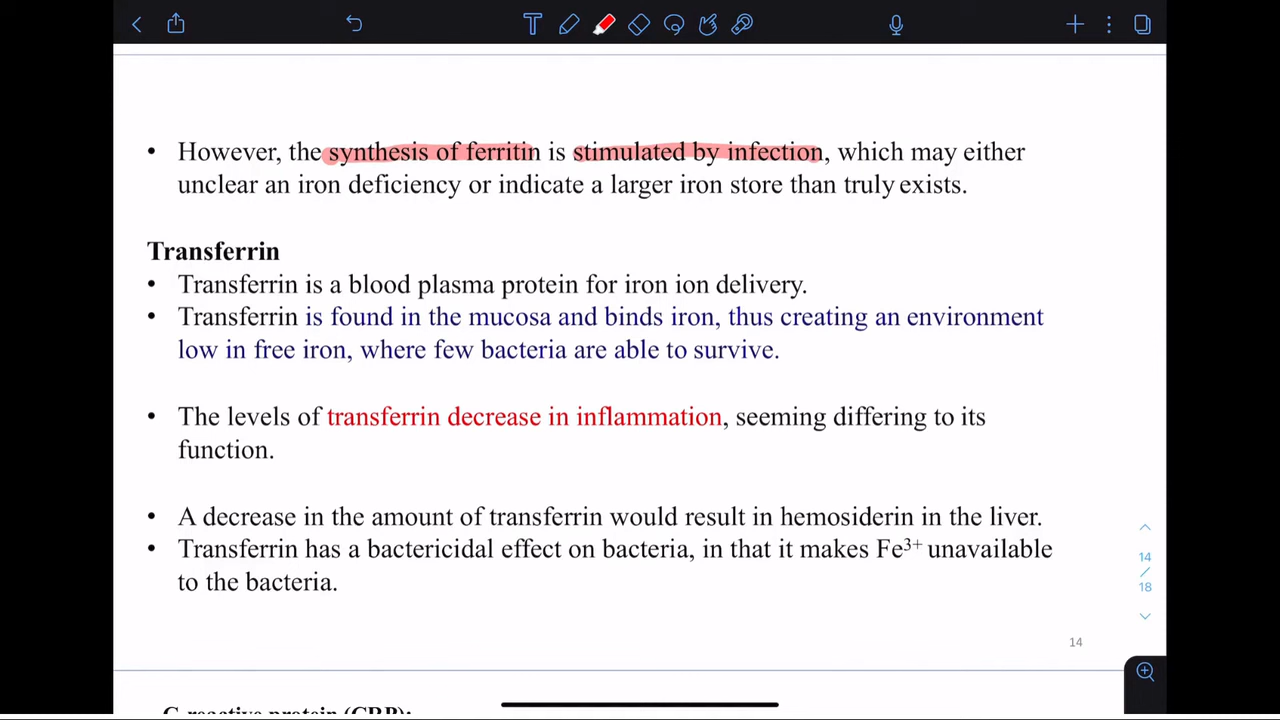 • However, the synthesis of ferritin is stimulated by infection, which may either
unclear an iron deficiency or indicate a larger iron store than truly exists.
Transferrin
• Transferrin is a blood plasma protein for iron ion delivery.
• Transferrin is found in the mucosa and binds iron, thus creating an environment
low in free iron, where few bacteria are able to survive.
• The levels of transferrin decrease in inflammation, seeming differing to its
function.
• A decrease in the amount of transferrin would result in hemosiderin in the liver.
• Transferrin has a bactericidal effect on bacteria, in that it makes Fe³⁺ unavailable
to the bacteria.
14
/
18
14
C-reactive protein (CRP):